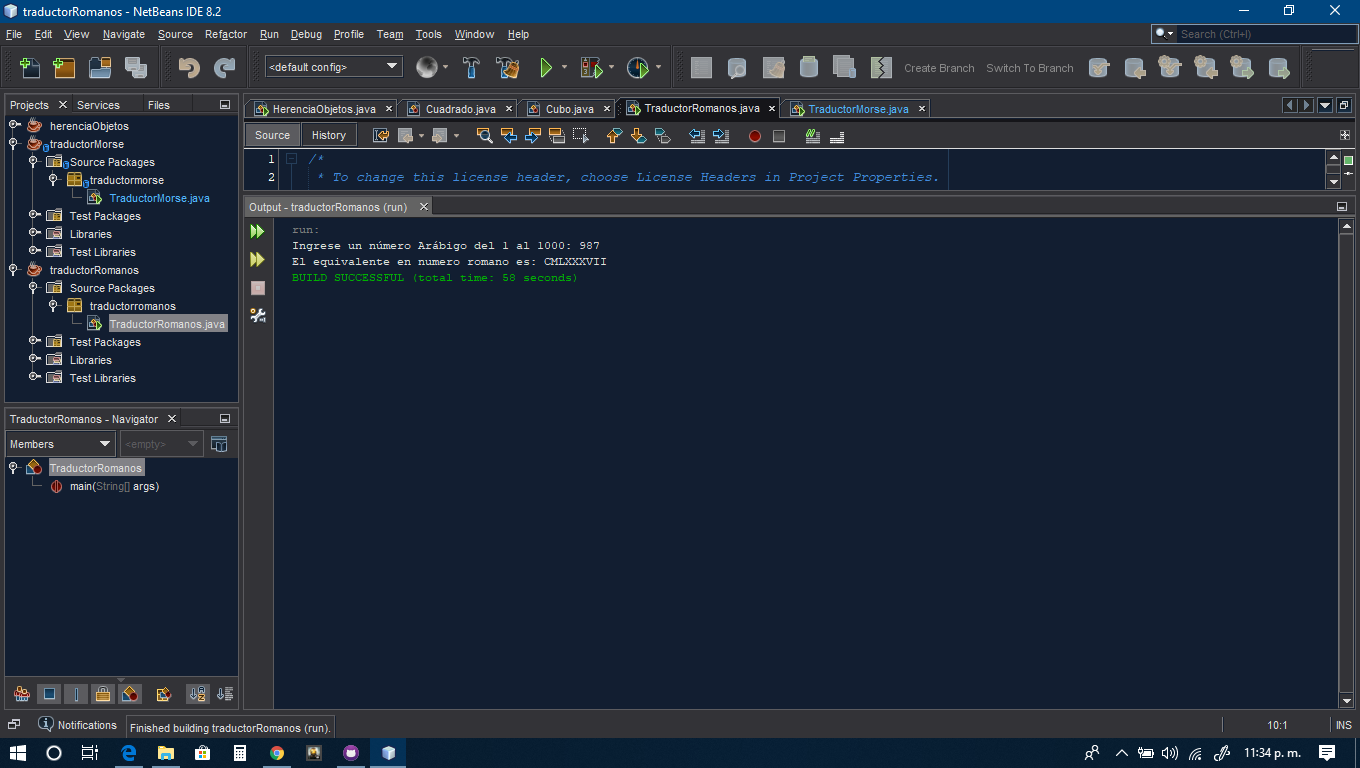 traductorRomanos - NetBeans IDE 8.2
File Edit View Navigate Source Refactor Run Debug Profile Team Tools Window Help
Search (Ctrl+I)
<default config>
Create Branch Switch To Branch
Projects Services Files
HerenciaObjetos.java Cuadrado.java Cubo.java TraductorRomanos.java TraductorMorse.java
Source History
1 /*
2 * To change this license header, choose License Headers in Project Properties.
herenciaObjetos
traductorMorse
Source Packages
traductormorse
TraductorMorse.java
Test Packages
Libraries
Test Libraries
traductorRomanos
Source Packages
traductorromanos
TraductorRomanos.java
Test Packages
Libraries
Test Libraries
Output - traductorRomanos (run)
run:
Ingrese un número Arábigo del 1 al 1000: 987
El equivalente en numero romano es: CMLXXXVII
BUILD SUCCESSFUL (total time: 58 seconds)
TraductorRomanos - Navigator
Members <empty>
TraductorRomanos
main(String[] args)
Notifications Finished building traductorRomanos (run). 10:1 INS
11:34 p. m.